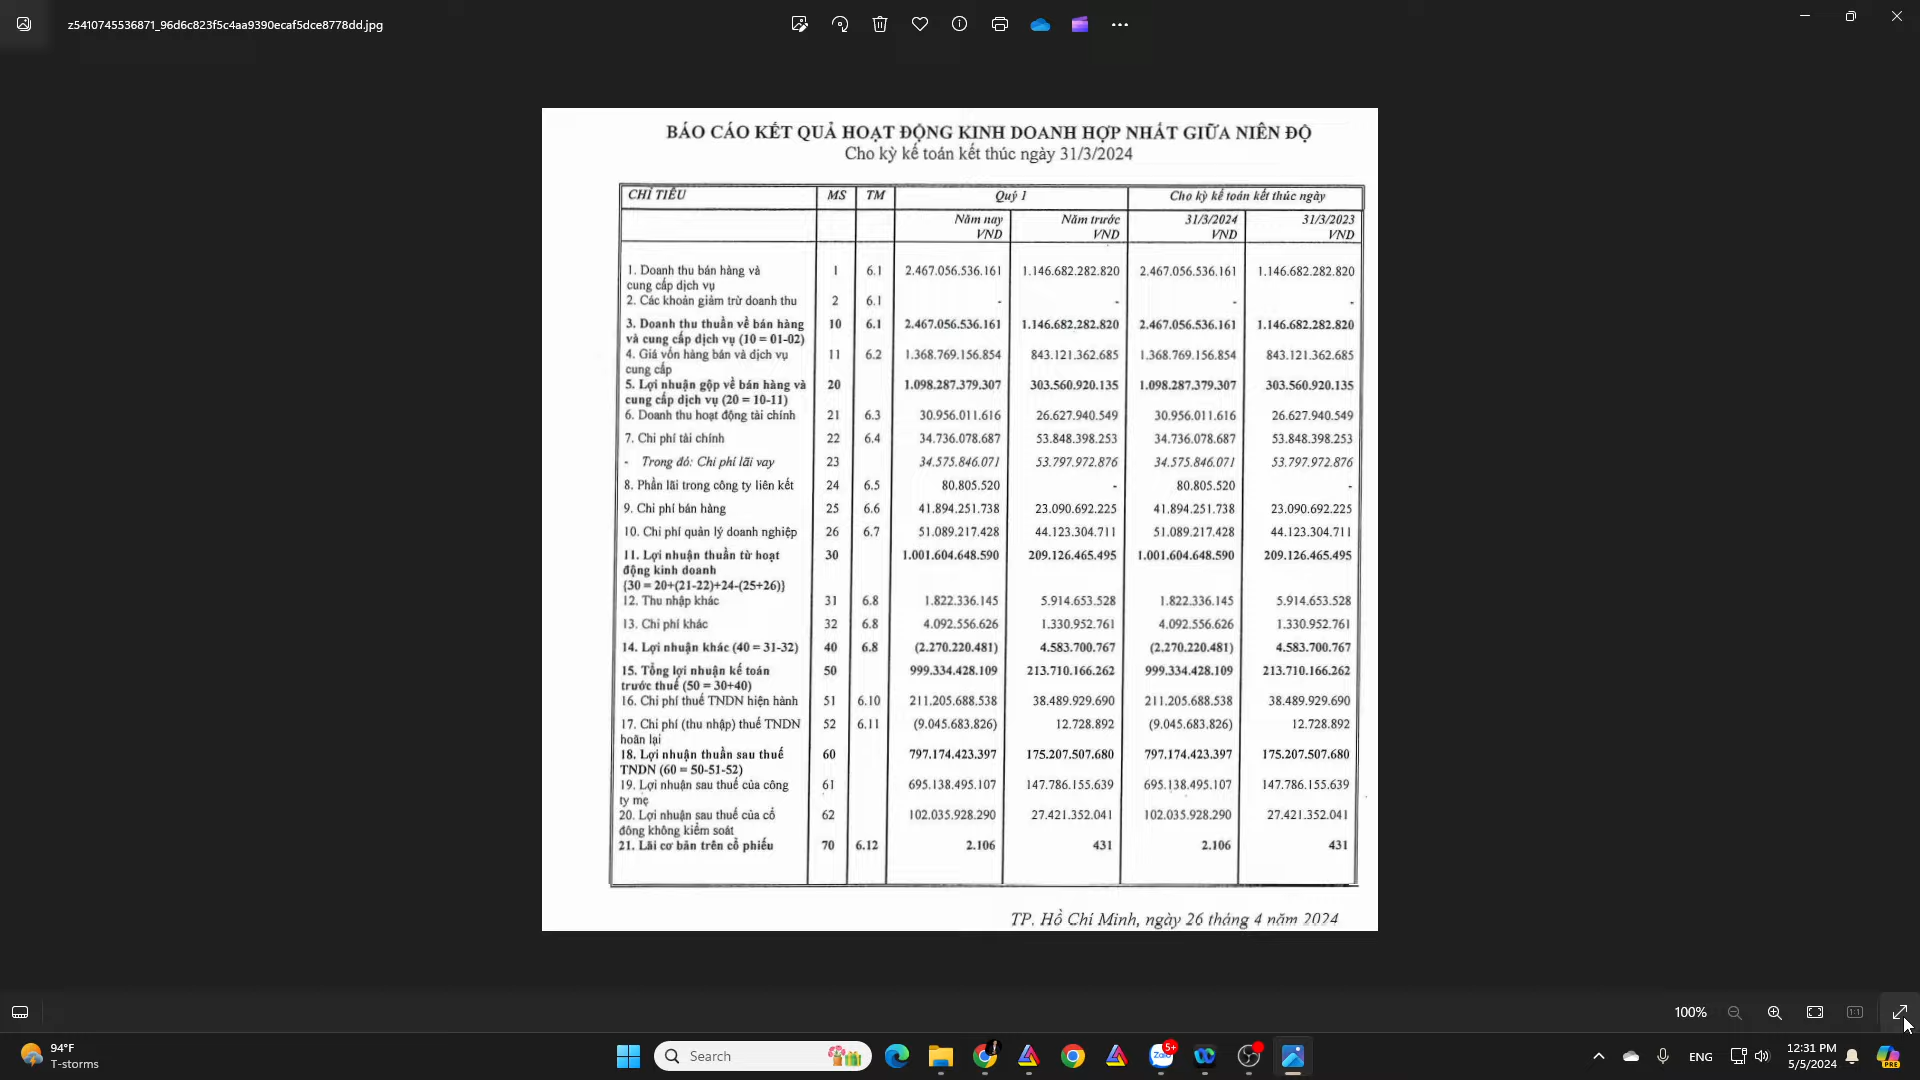 z5410745536871_96d6c823f5c4aa9390ecaf5dce8778dd.jpg
BÁO CÁO KẾT QUẢ HOẠT ĐỘNG KINH DOANH HỢP NHẤT GIỮA NIÊN ĐỘ
Cho kỳ kế toán kết thúc ngày 31/3/2024
CHỈ TIÊU MS TM Quý 1 Cho kỳ kế toán kết thúc ngày
Năm nay Năm trước 31/3/2024 31/3/2023
VND VND VND VND
1. Doanh thu bán hàng và 1 6.1 2.467.056.536.161 1.146.682.282.820 2.467.056.536.161 1.146.682.282.820
cung cấp dịch vụ
2. Các khoản giảm trừ doanh thu 2 6.1 - - - -
3. Doanh thu thuần về bán hàng 10 6.1 2.467.056.536.161 1.146.682.282.820 2.467.056.536.161 1.146.682.282.820
và cung cấp dịch vụ (10 = 01-02)
4. Giá vốn hàng bán và dịch vụ 11 6.2 1.368.769.156.854 843.121.362.685 1.368.769.156.854 843.121.362.685
cung cấp
5. Lợi nhuận gộp về bán hàng và 20 1.098.287.379.307 303.560.920.135 1.098.287.379.307 303.560.920.135
cung cấp dịch vụ (20 = 10-11)
6. Doanh thu hoạt động tài chính 21 6.3 30.956.011.616 26.627.940.549 30.956.011.616 26.627.940.549
7. Chi phí tài chính 22 6.4 34.736.078.687 53.848.398.253 34.736.078.687 53.848.398.253
- Trong đó: Chi phí lãi vay 23 34.575.846.071 53.797.972.876 34.575.846.071 53.797.972.876
8. Phần lãi trong công ty liên kết 24 6.5 80.805.520 - 80.805.520 -
9. Chi phí bán hàng 25 6.6 41.894.251.738 23.090.692.225 41.894.251.738 23.090.692.225
10. Chi phí quản lý doanh nghiệp 26 6.7 51.089.217.428 44.123.304.711 51.089.217.428 44.123.304.711
11. Lợi nhuận thuần từ hoạt 30 1.001.604.648.590 209.126.465.495 1.001.604.648.590 209.126.465.495
động kinh doanh
{30 = 20+(21-22)+24-(25+26)}
12. Thu nhập khác 31 6.8 1.822.336.145 5.914.653.528 1.822.336.145 5.914.653.528
13. Chi phí khác 32 6.8 4.092.556.626 1.330.952.761 4.092.556.626 1.330.952.761
14. Lợi nhuận khác (40 = 31-32) 40 6.8 (2.270.220.481) 4.583.700.767 (2.270.220.481) 4.583.700.767
15. Tổng lợi nhuận kế toán 50 999.334.428.109 213.710.166.262 999.334.428.109 213.710.166.262
trước thuế (50 = 30+40)
16. Chi phí thuế TNDN hiện hành 51 6.10 211.205.688.538 38.489.929.690 211.205.688.538 38.489.929.690
17. Chi phí (thu nhập) thuế TNDN 52 6.11 (9.045.683.826) 12.728.892 (9.045.683.826) 12.728.892
hoãn lại
18. Lợi nhuận thuần sau thuế 60 797.174.423.397 175.207.507.680 797.174.423.397 175.207.507.680
TNDN (60 = 50-51-52)
19. Lợi nhuận sau thuế của công 61 695.138.495.107 147.786.155.639 695.138.495.107 147.786.155.639
ty mẹ
20. Lợi nhuận sau thuế của cổ 62 102.035.928.290 27.421.352.041 102.035.928.290 27.421.352.041
đông không kiểm soát
21. Lãi cơ bản trên cổ phiếu 70 6.12 2.106 431 2.106 431
TP. Hồ Chí Minh, ngày 26 tháng 4 năm 2024
100%
94°F
T-storms
Search
5+
Zalo
ENG
12:31 PM
5/5/2024
PRE